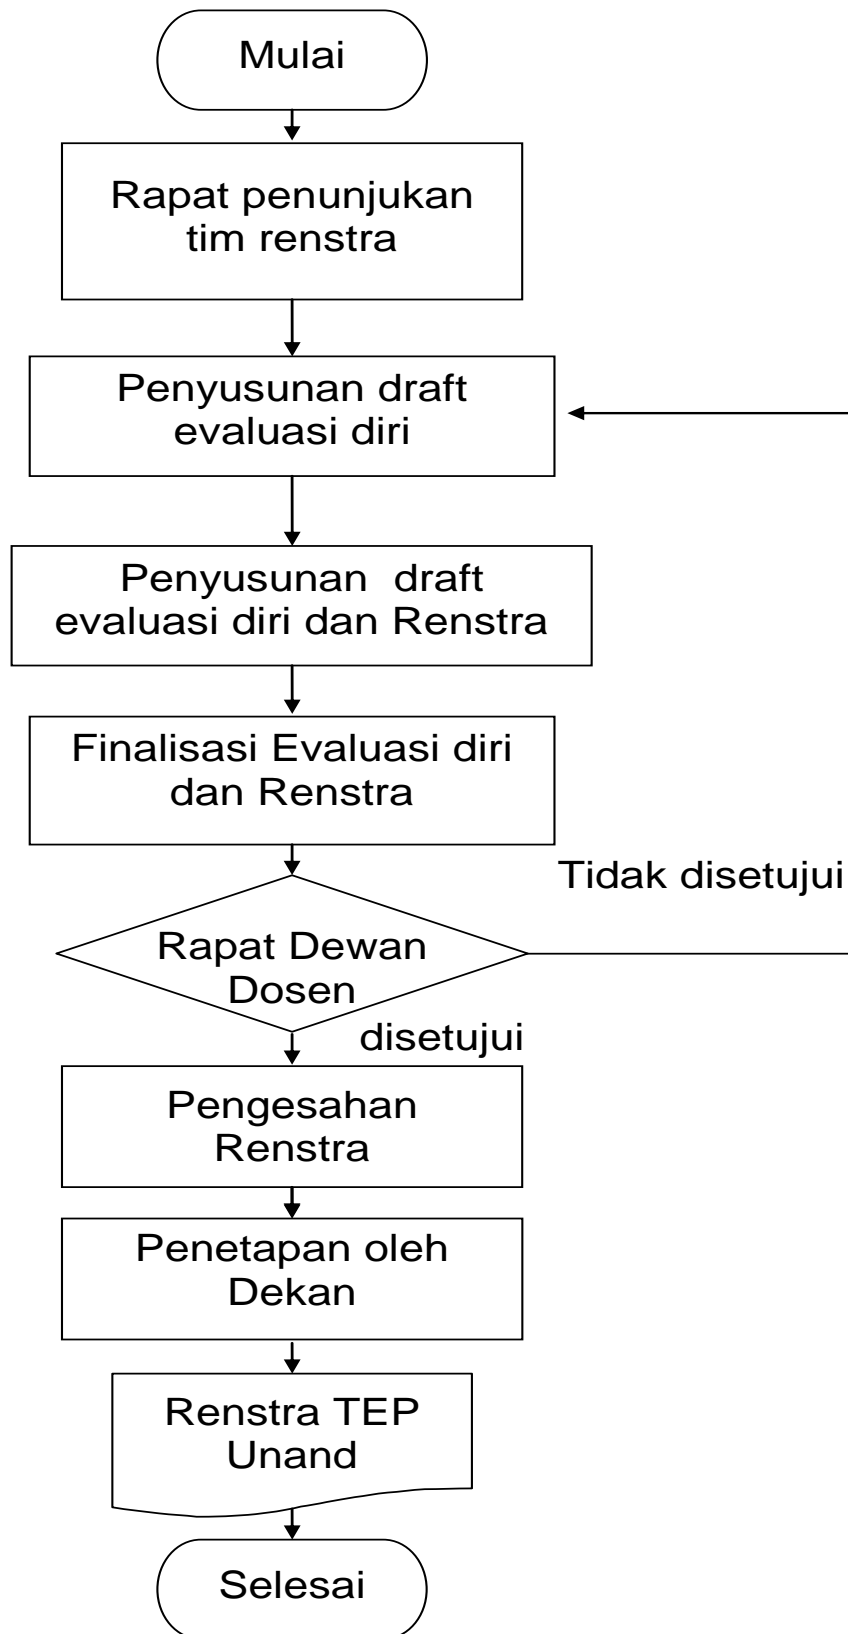 Mulai
Rapat penunjukan
tim renstra
Penyusunan draft
evaluasi diri
Penyusunan  draft
evaluasi diri dan Renstra
Finalisasi Evaluasi diri
dan Renstra
Tidak disetujui
Rapat Dewan
Dosen
disetujui
Pengesahan
Renstra
Penetapan oleh
Dekan
Renstra TEP
Unand
Selesai